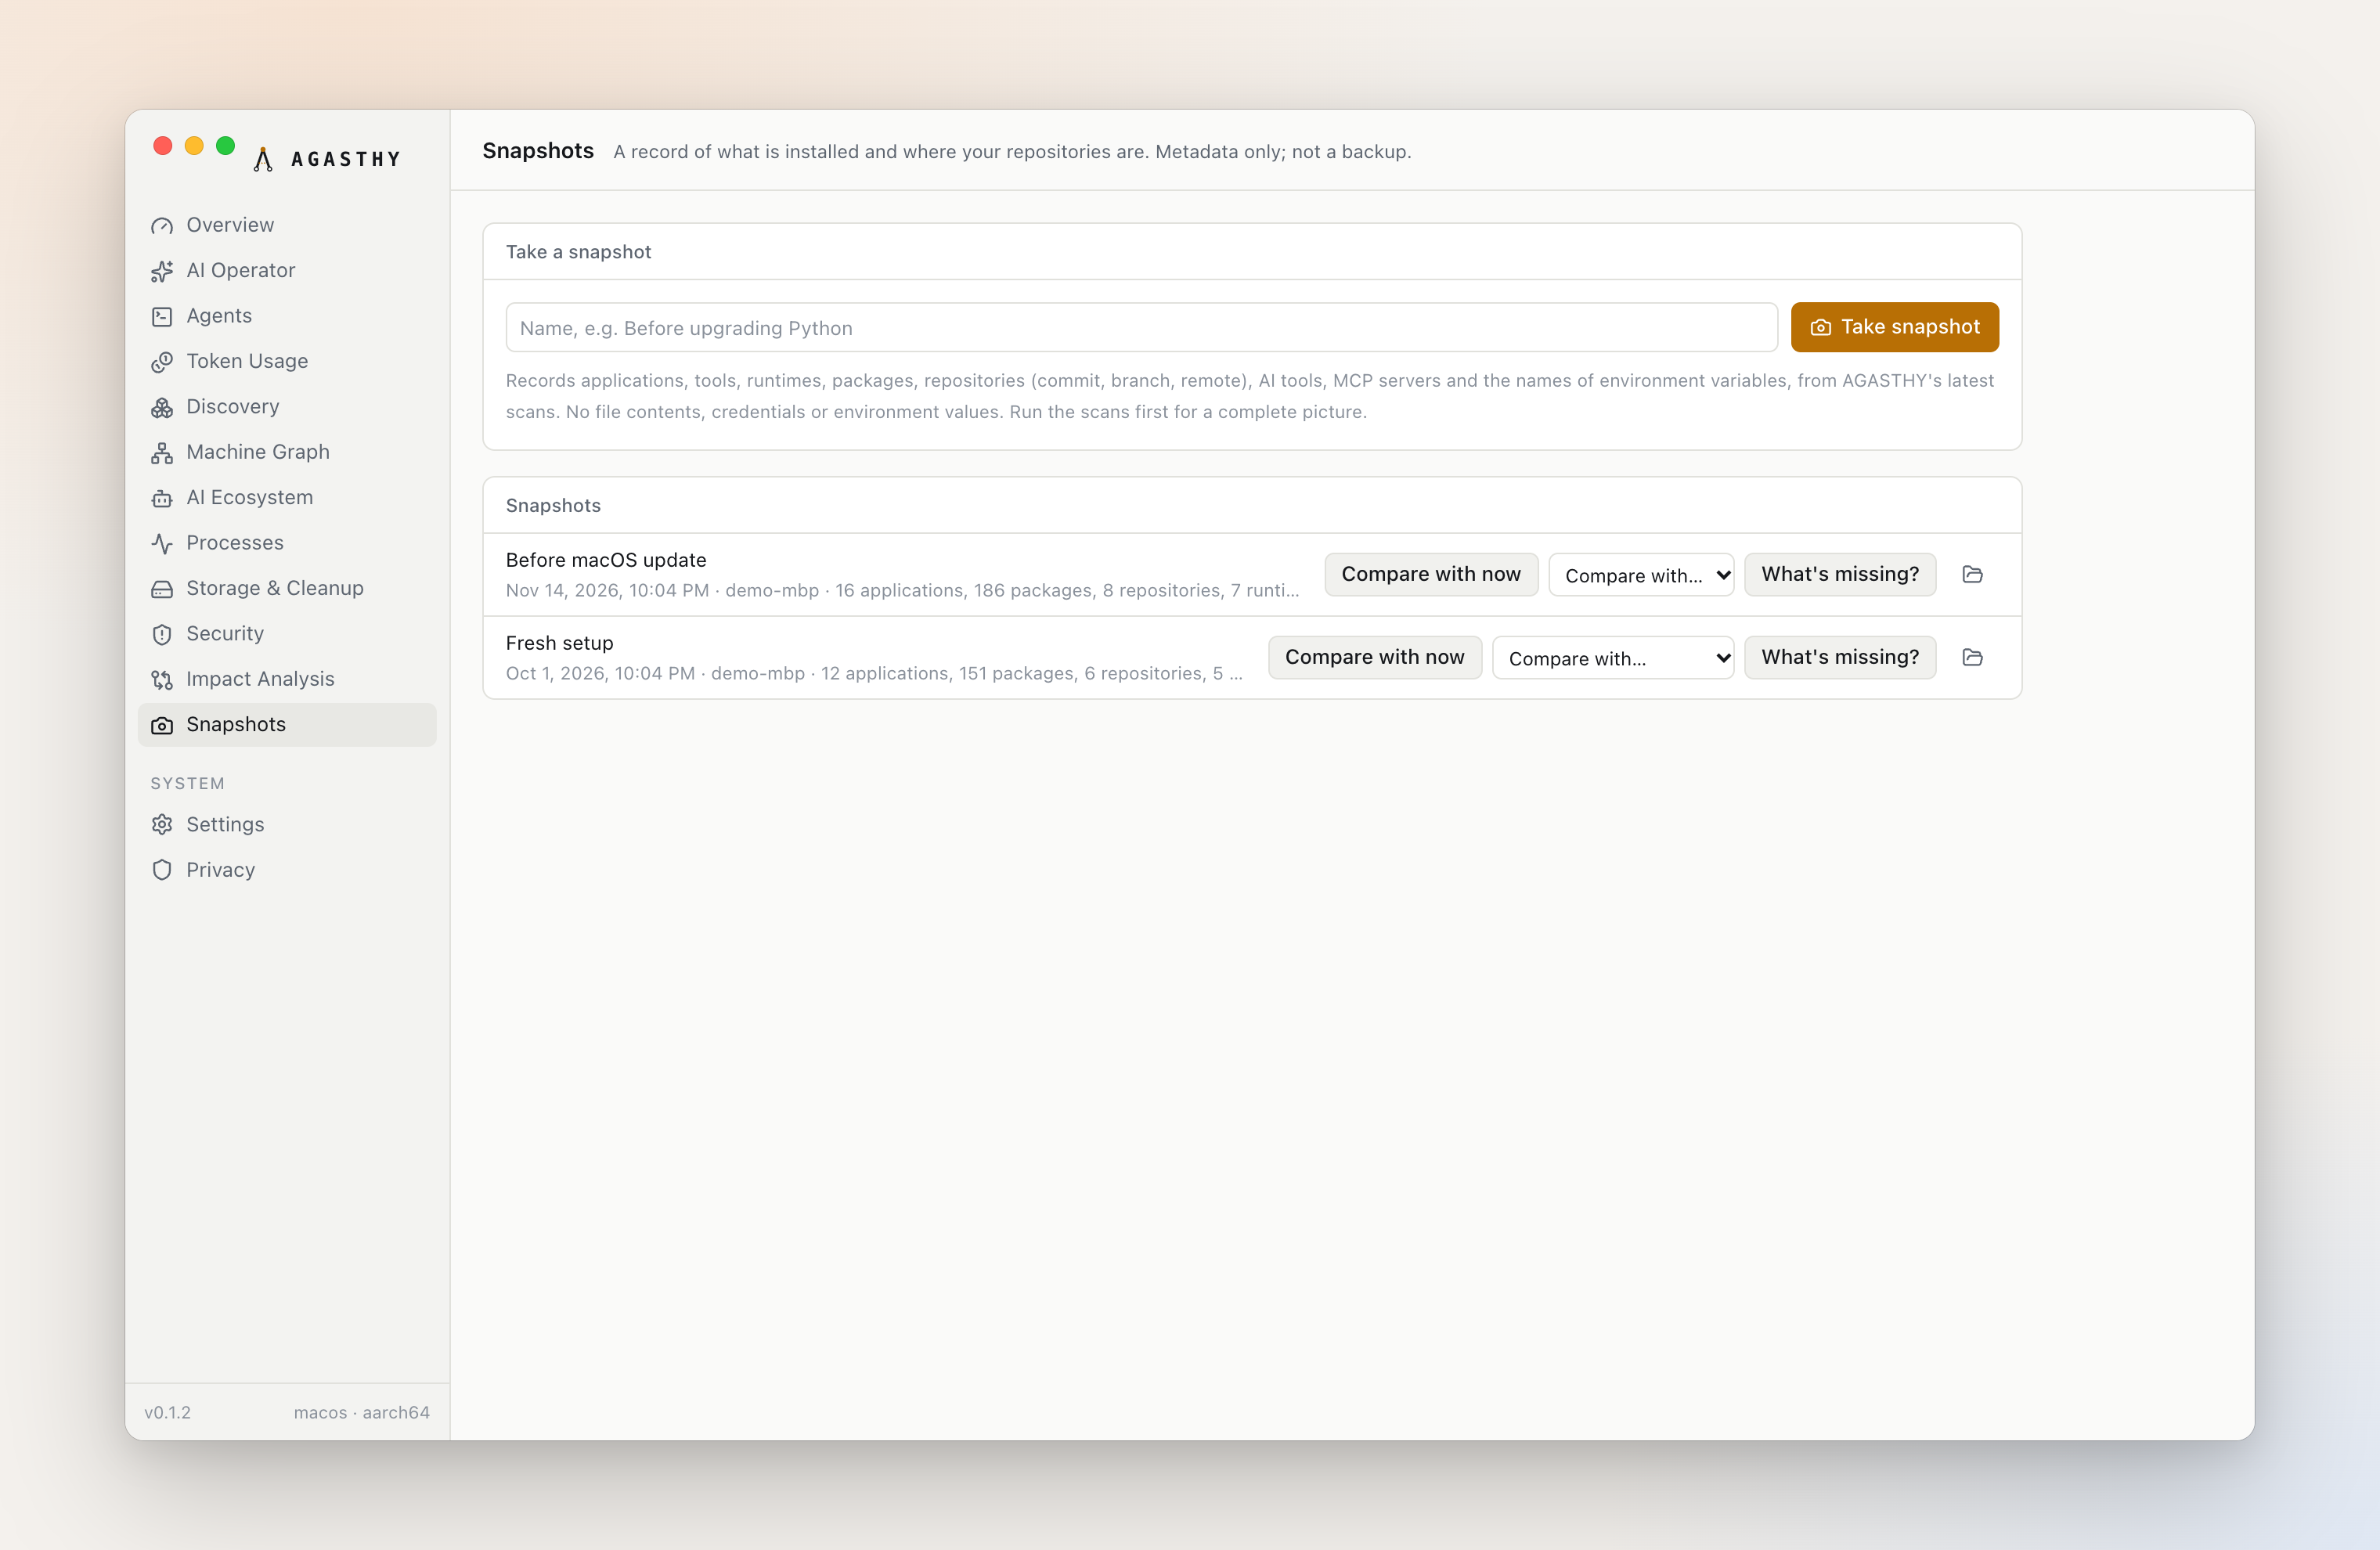 AGASTHY
Overview
AI Operator
Agents
Token Usage
Discovery
Machine Graph
AI Ecosystem
Processes
Storage & Cleanup
Security
Impact Analysis
Snapshots
SYSTEM
Settings
Privacy
v0.1.2 macos · aarch64
Snapshots A record of what is installed and where your repositories are. Metadata only; not a backup.
Take a snapshot
Name, e.g. Before upgrading Python Take snapshot
Records applications, tools, runtimes, packages, repositories (commit, branch, remote), AI tools, MCP servers and the names of environment variables, from AGASTHY's latest
scans. No file contents, credentials or environment values. Run the scans first for a complete picture.
Snapshots
Before macOS update
Nov 14, 2026, 10:04 PM · demo-mbp · 16 applications, 186 packages, 8 repositories, 7 runti...
Compare with now Compare with... What's missing?
Fresh setup
Oct 1, 2026, 10:04 PM · demo-mbp · 12 applications, 151 packages, 6 repositories, 5 ...
Compare with now Compare with... What's missing?